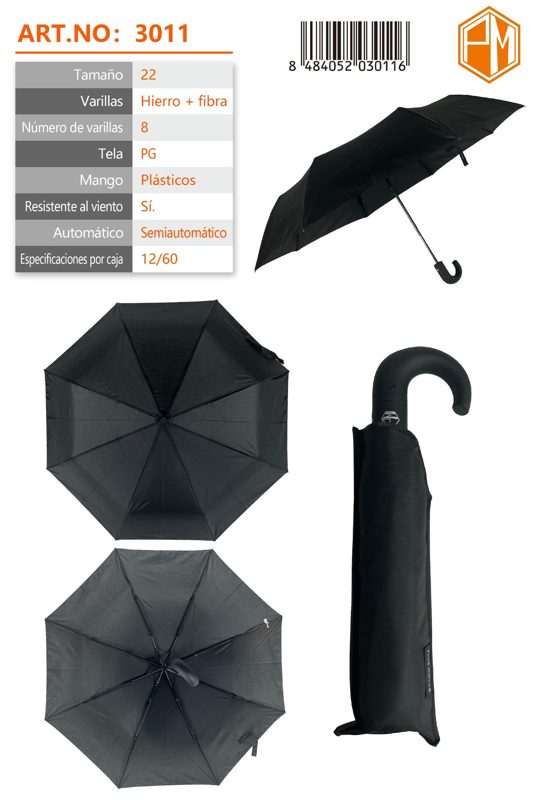 ART.NO: 3011
8 484052 030116
PM
Tamaño 22
Varillas Hierro + fibra
Número de varillas 8
Tela PG
Mango Plásticos
Resistente al viento Sí.
Automático Semiautomático
Especificaciones por caja 12/60